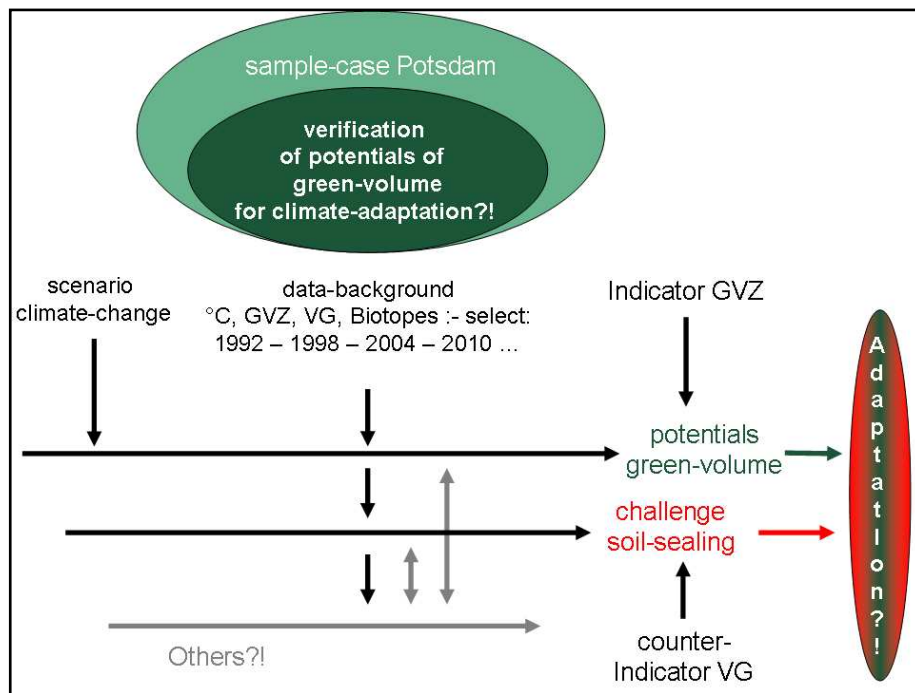 sample-case Potsdam
verification
of potentials of
green-volume
for climate-adaptation?!
scenario
climate-change
data-background
°C, GVZ, VG, Biotopes :- select:
1992 – 1998 – 2004 – 2010 ...
Indicator GVZ
potentials
green-volume
challenge
soil-sealing
counter-
Indicator VG
Others?!
Adaptation?!